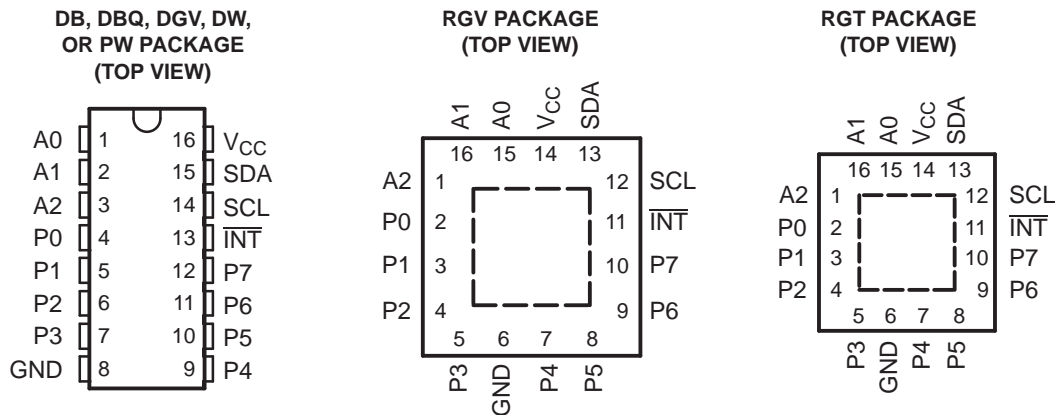 DB, DBQ, DGV, DW,
OR PW PACKAGE
(TOP VIEW)
A0 1 16 VCC
A1 2 15 SDA
A2 3 14 SCL
P0 4 13 INT
P1 5 12 P7
P2 6 11 P6
P3 7 10 P5
GND 8 9 P4
RGV PACKAGE
(TOP VIEW)
A1 A0 VCC SDA
16 15 14 13
A2 1 12 SCL
P0 2 11 INT
P1 3 10 P7
P2 4 9 P6
5 6 7 8
P3 GND P4 P5
RGT PACKAGE
(TOP VIEW)
A1 A0 VCC SDA
16 15 14 13
A2 1 12 SCL
P0 2 11 INT
P1 3 10 P7
P2 4 9 P6
5 6 7 8
P3 GND P4 P5